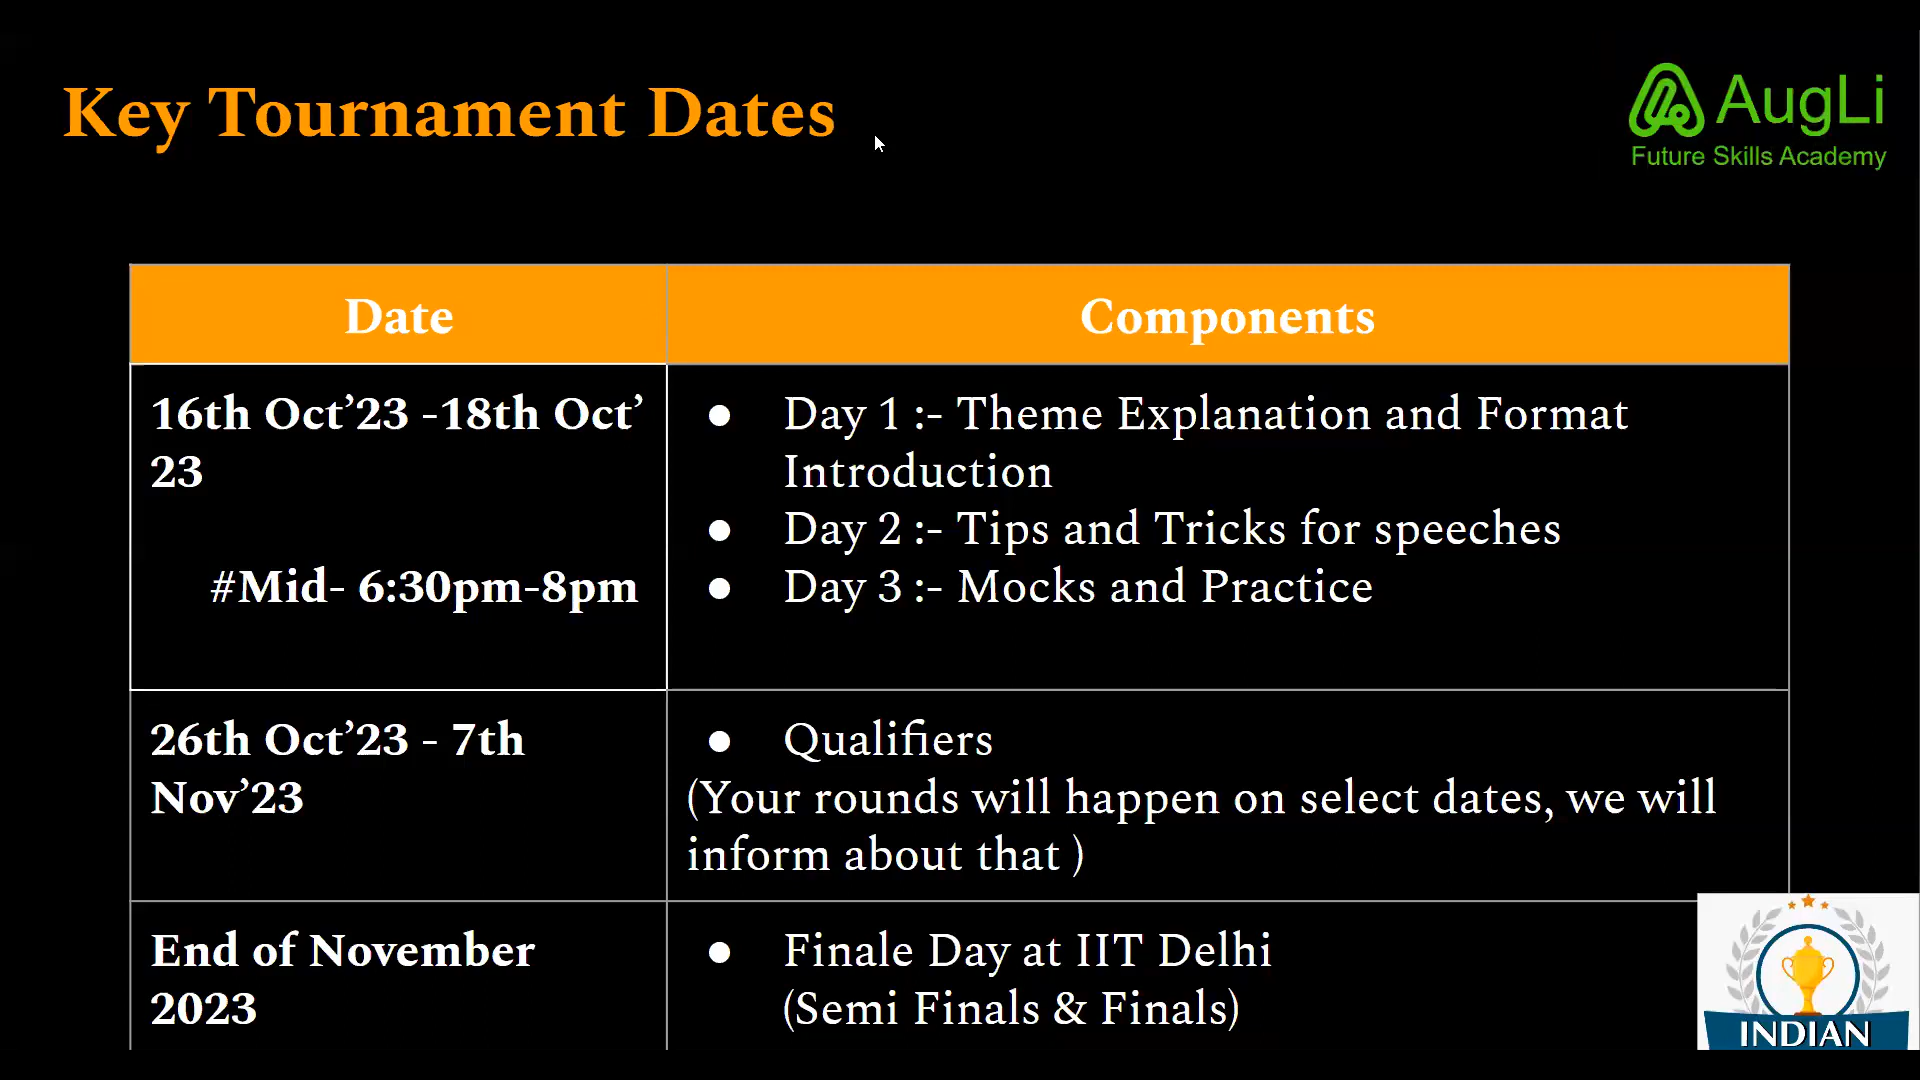 Key Tournament Dates
AugLi
Future Skills Academy
Date
Components
16th Oct’23 -18th Oct’
23
#Mid- 6:30pm-8pm
● Day 1 :- Theme Explanation and Format
Introduction
● Day 2 :- Tips and Tricks for speeches
● Day 3 :- Mocks and Practice
26th Oct’23 - 7th
Nov’23
● Qualifiers
(Your rounds will happen on select dates, we will
inform about that )
End of November
2023
● Finale Day at IIT Delhi
(Semi Finals & Finals)
INDIAN